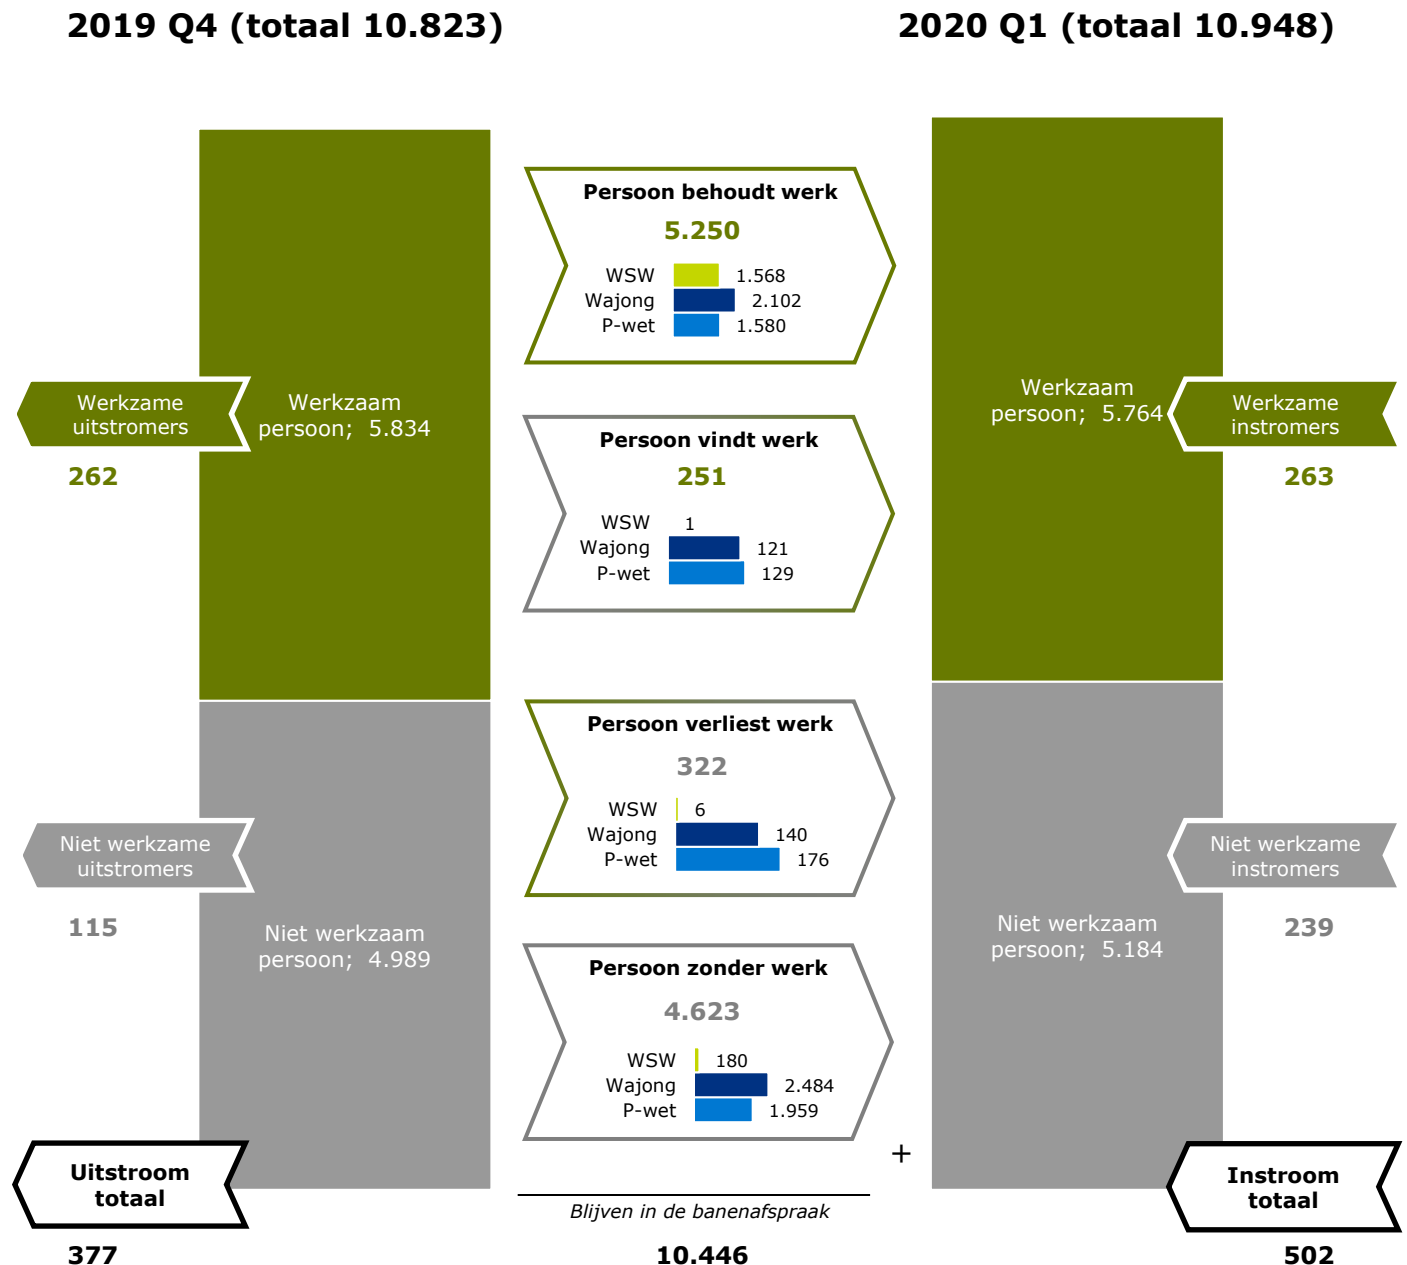 2019 Q4 (totaal 10.823)
2020 Q1 (totaal 10.948)
Werkzame
uitstromers
262
Werkzaam
persoon;  5.834
Niet werkzame
uitstromers
115
Niet werkzaam
persoon;  4.989
Uitstroom
totaal
377
Persoon behoudt werk
5.250
WSW 1.568
Wajong 2.102
P-wet 1.580
Persoon vindt werk
251
WSW 1
Wajong 121
P-wet 129
Persoon verliest werk
322
WSW 6
Wajong 140
P-wet 176
Persoon zonder werk
4.623
WSW 180
Wajong 2.484
P-wet 1.959
+
Blijven in de banenafspraak
10.446
Werkzaam
persoon;  5.764
Werkzame
instromers
263
Niet werkzaam
persoon;  5.184
Niet werkzame
instromers
239
Instroom
totaal
502